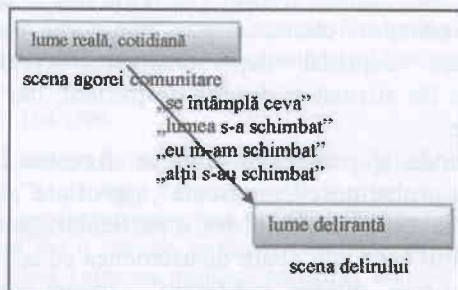 lume reală, cotidiană
scena agorei comunitare
„se întâmplă ceva”
„lumea s-a schimbat”
„eu m-am schimbat”
„alții s-au schimbat”
lume delirantă
scena delirului